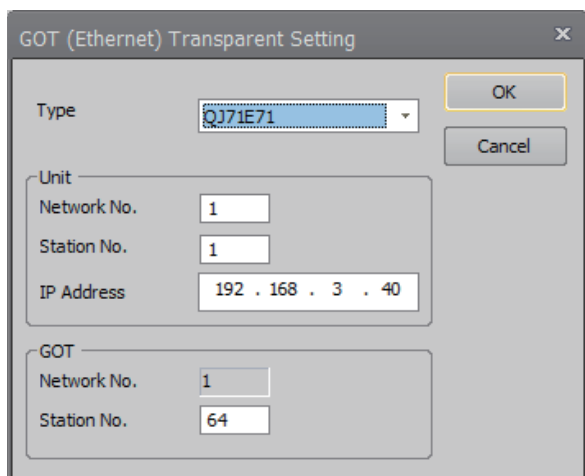 GOT (Ethernet) Transparent Setting
Type QJ71E71
OK
Cancel
Unit
Network No. 1
Station No. 1
IP Address 192 . 168 . 3 . 40
GOT
Network No. 1
Station No. 64